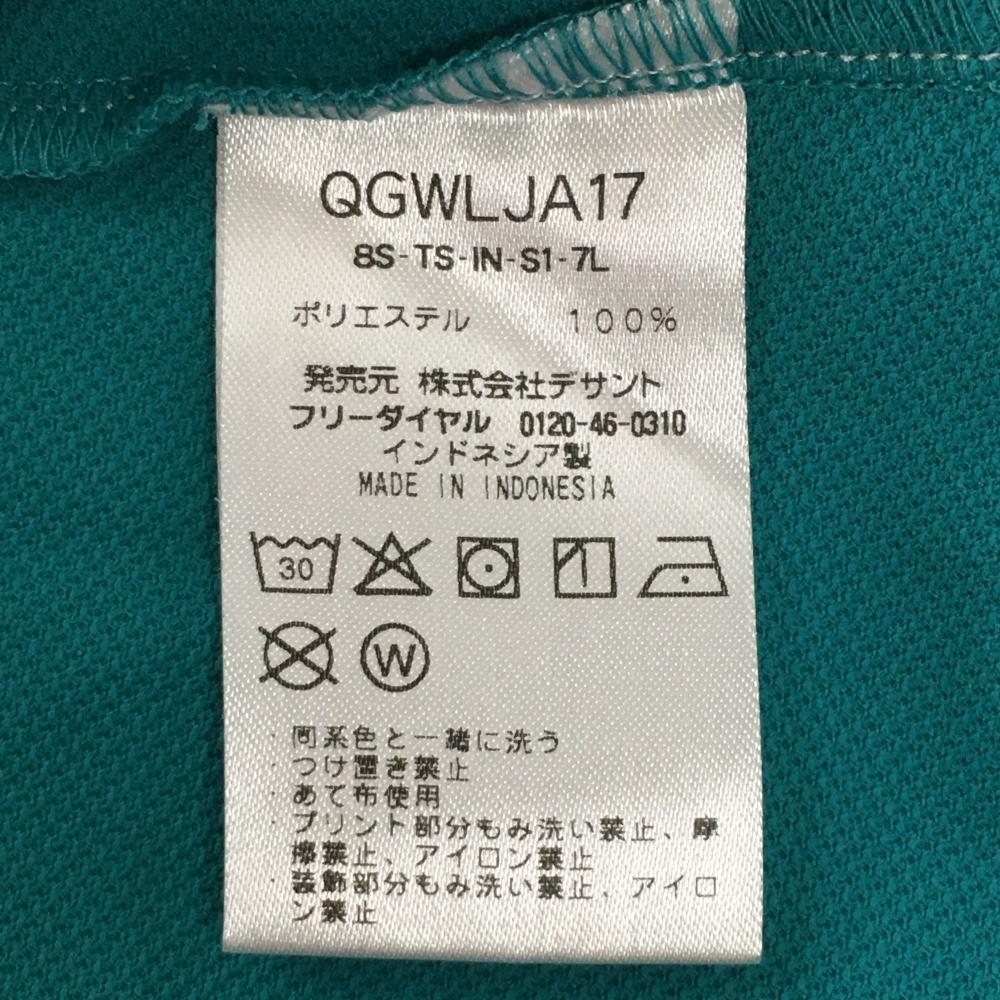 QGWLJA17
8S-TS-IN-S1-7L
ポリエステル 100%
発売元 株式会社デサント
フリーダイヤル 0120-46-0310
インドネシア製
MADE IN INDONESIA
30
W
・同系色と一緒に洗う
・つけ置き禁止
・あて布使用
・プリント部分もみ洗い禁止、摩
擦禁止、アイロン禁止
・装飾部分もみ洗い禁止、アイロ
ン禁止